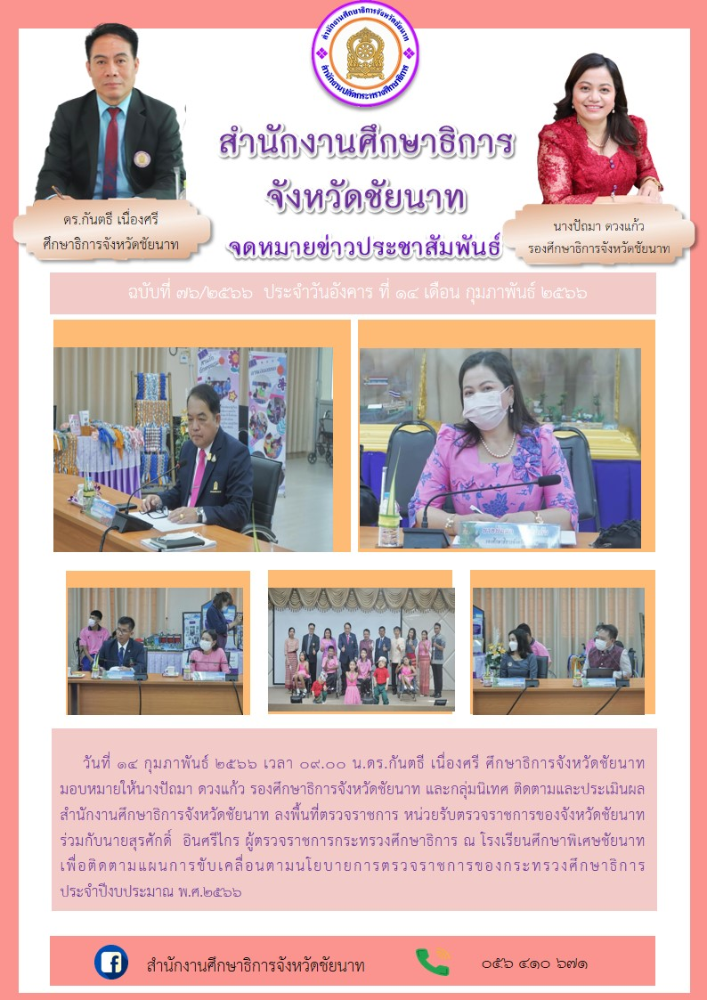 สำนักงานศึกษาธิการจังหวัดชัยนาท
สำนักงานปลัดกระทรวงศึกษาธิการ
สำนักงานศึกษาธิการ
จังหวัดชัยนาท
จดหมายข่าวประชาสัมพันธ์
ดร.กันตธี เนื่องศรี
ศึกษาธิการจังหวัดชัยนาท
นางปัถมา ดวงแก้ว
รองศึกษาธิการจังหวัดชัยนาท
ฉบับที่ ๗๖/๒๕๖๖ ประจำวันอังคาร ที่ ๑๔ เดือน กุมภาพันธ์ ๒๕๖๖
วันที่ ๑๔ กุมภาพันธ์ ๒๕๖๖ เวลา ๐๙.๐๐ น.ดร.กันตธี เนื่องศรี ศึกษาธิการจังหวัดชัยนาท
มอบหมายให้นางปัถมา ดวงแก้ว รองศึกษาธิการจังหวัดชัยนาท และกลุ่มนิเทศ ติดตามและประเมินผล
สำนักงานศึกษาธิการจังหวัดชัยนาท ลงพื้นที่ตรวจราชการ หน่วยรับตรวจราชการของจังหวัดชัยนาท
ร่วมกับนายสุรศักดิ์ อินศรีไกร ผู้ตรวจราชการกระทรวงศึกษาธิการ ณ โรงเรียนศึกษาพิเศษชัยนาท
เพื่อติดตามแผนการขับเคลื่อนตามนโยบายการตรวจราชการของกระทรวงศึกษาธิการ
ประจำปีงบประมาณ พ.ศ.๒๕๖๖
สำนักงานศึกษาธิการจังหวัดชัยนาท
๐๕๖ ๔๑๐ ๖๗๑